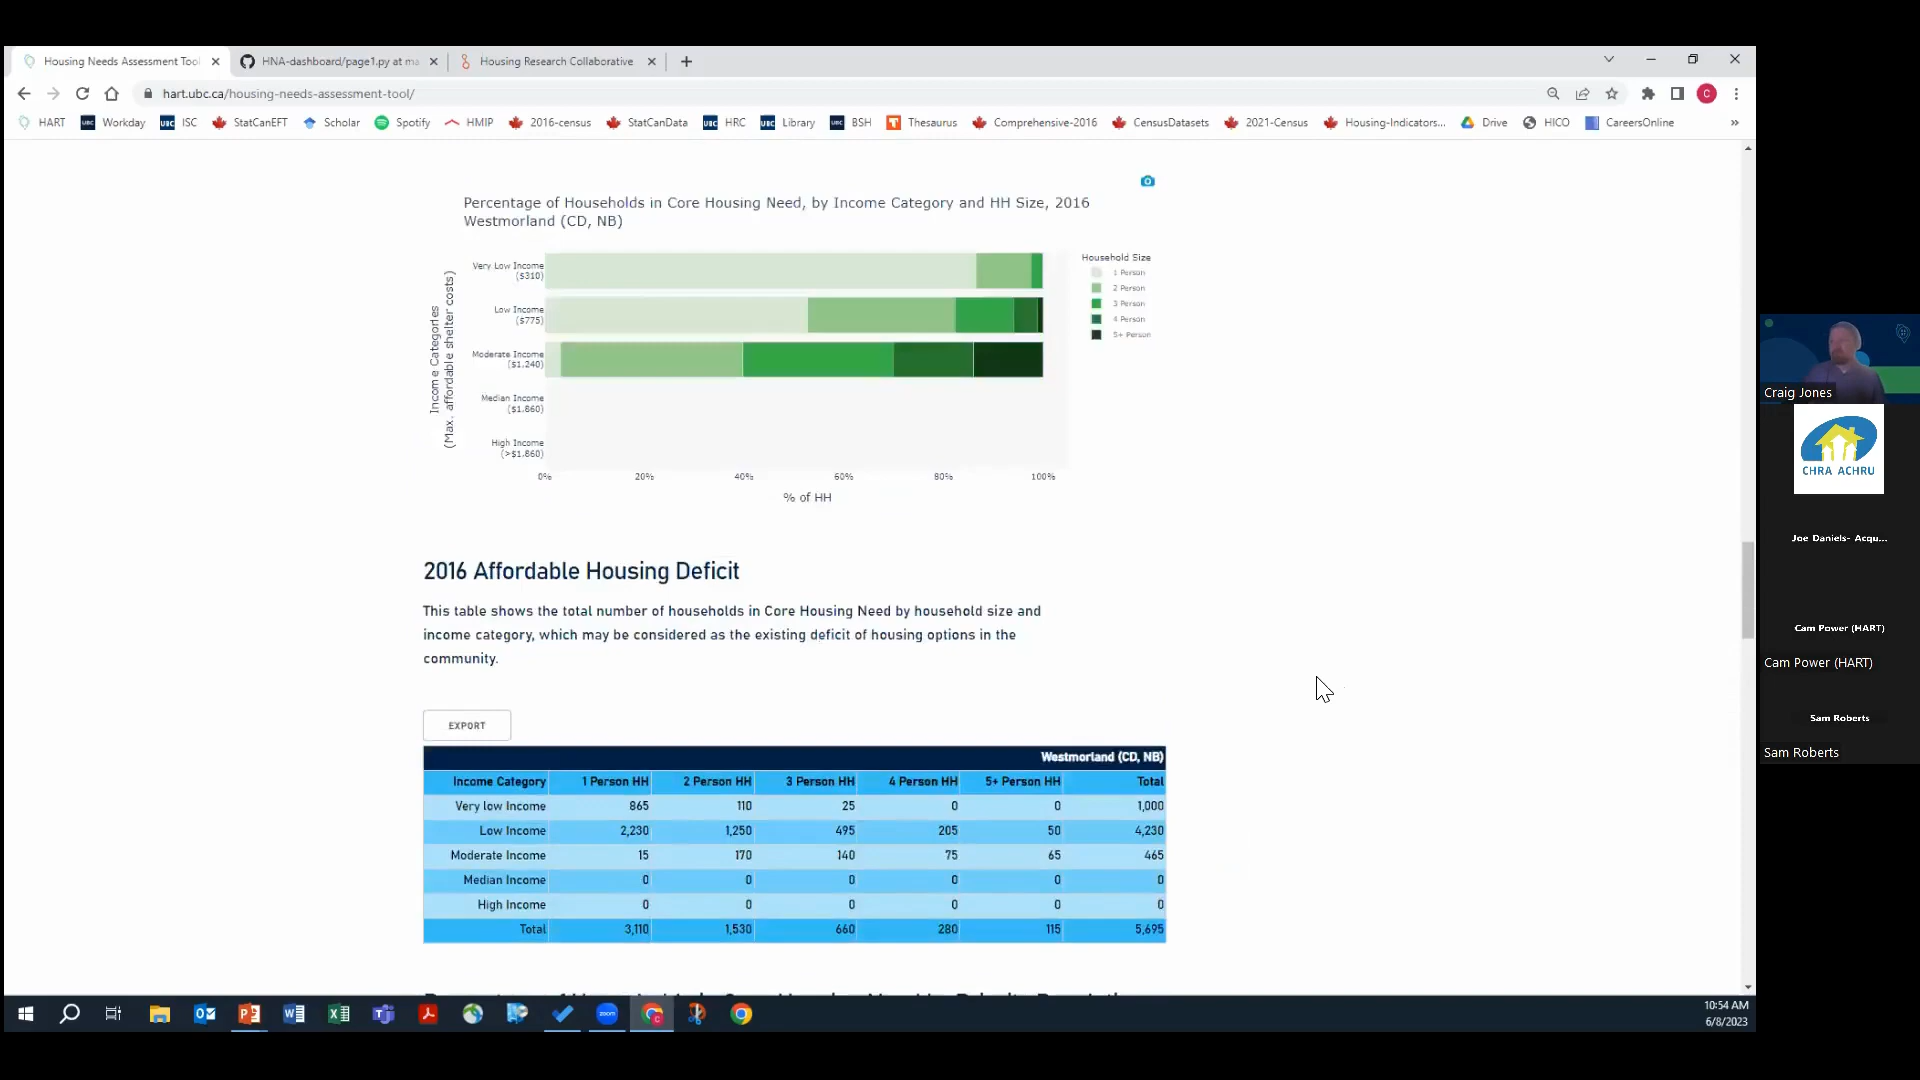 Housing Needs Assessment Tool
HNA-dashboard/page1.py at ma
Housing Research Collaborative
hart.ubc.ca/housing-needs-assessment-tool/
HART
UBC Workday
UBC ISC
StatCanEFT
Scholar
Spotify
HMIP
2016-census
StatCanData
UBC HRC
UBC Library
UBC BSH
Thesaurus
Comprehensive-2016
CensusDatasets
2021-Census
Housing-Indicators...
Drive
HICO
CareersOnline
»
C
Percentage of Households in Core Housing Need, by Income Category and HH Size, 2016
Westmorland (CD, NB)
Income Categories
(Max. affordable shelter costs)
Very Low Income
($310)
Low Income
($775)
Moderate Income
($1,240)
Median Income
($1,860)
High Income
(>$1,860)
0% 20% 40% 60% 80% 100%
% of HH
Household Size
1 Person
2 Person
3 Person
4 Person
5+ Person
2016 Affordable Housing Deficit
This table shows the total number of households in Core Housing Need by household size and
income category, which may be considered as the existing deficit of housing options in the
community.
EXPORT
Westmorland (CD, NB)
Income Category 1 Person HH 2 Person HH 3 Person HH 4 Person HH 5+ Person HH Total
Very low Income 865 110 25 0 0 1,000
Low Income 2,230 1,250 495 205 50 4,230
Moderate Income 15 170 140 75 65 465
Median Income 0 0 0 0 0 0
High Income 0 0 0 0 0 0
Total 3,110 1,530 660 280 115 5,695
10:54 AM
6/8/2023
Craig Jones
CHRA ACHRU
Joe Daniels- Acqu...
Cam Power (HART)
Cam Power (HART)
Sam Roberts
Sam Roberts